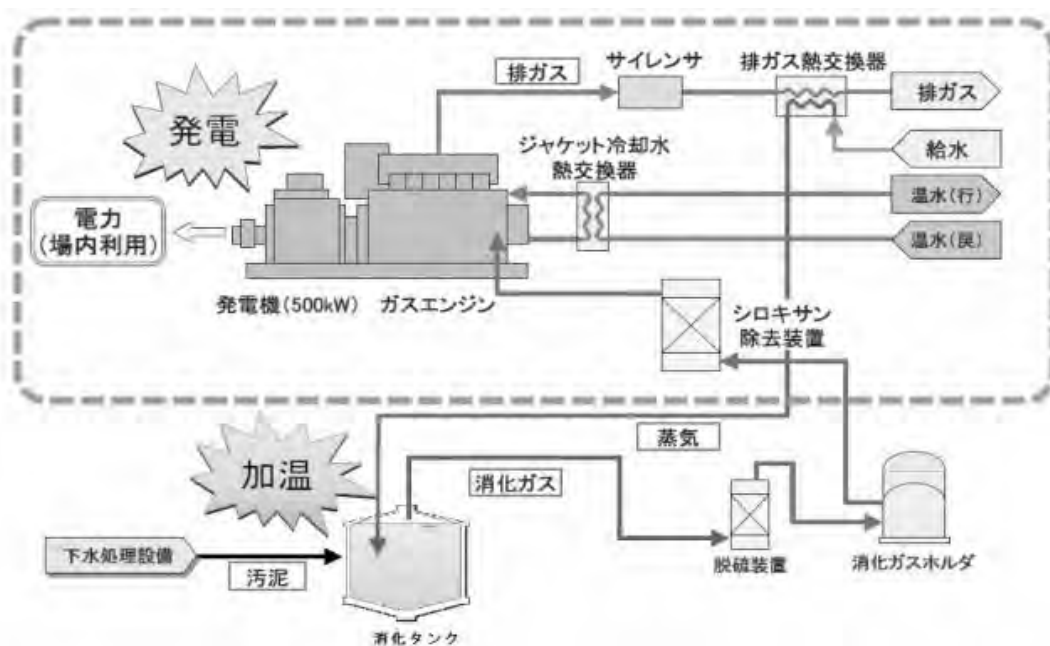 排ガス
サイレンサ
排ガス熱交換器
排ガス
発電
ジャケット冷却水
熱交換器
給水
電力
(場内利用)
温水(行)
温水(戻)
発電機(500kW)
ガスエンジン
シロキサン
除去装置
蒸気
加温
消化ガス
下水処理設備
汚泥
脱硫装置
消化ガスホルダ
消化タンク